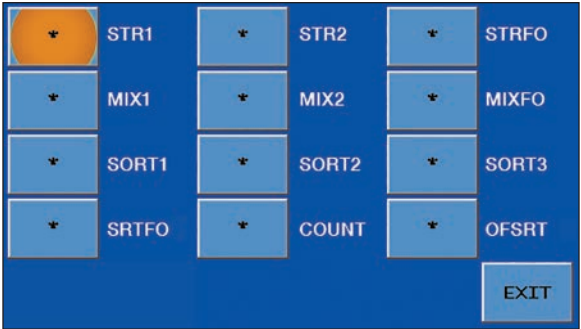 * STR1 * STR2 * STRFO
* MIX1 * MIX2 * MIXFO
* SORT1 * SORT2 * SORT3
* SRTFO * COUNT * OFSRT
EXIT